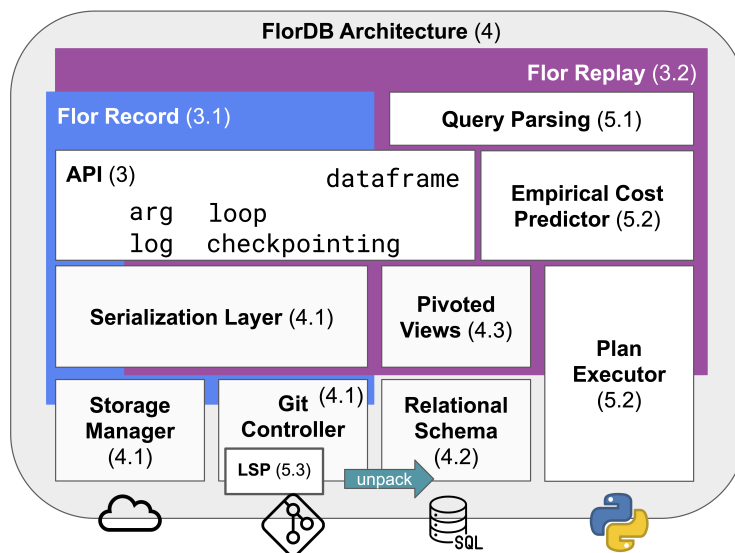 FlorDB Architecture (4)
Flor Replay (3.2)
Flor Record (3.1)
Query Parsing (5.1)
API (3)
dataframe
arg loop
log checkpointing
Empirical Cost
Predictor (5.2)
Serialization Layer (4.1)
Pivoted
Views (4.3)
Plan
Executor
(5.2)
Storage
Manager
(4.1)
Git (4.1)
Controller
LSP (5.3)
unpack
Relational
Schema
(4.2)
SQL